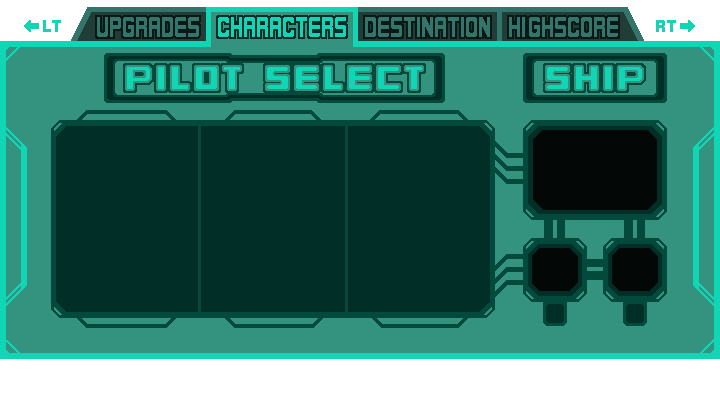 LT UPGRADES CHARACTERS DESTINATION HIGHSCORE RT
PILOT SELECT SHIP